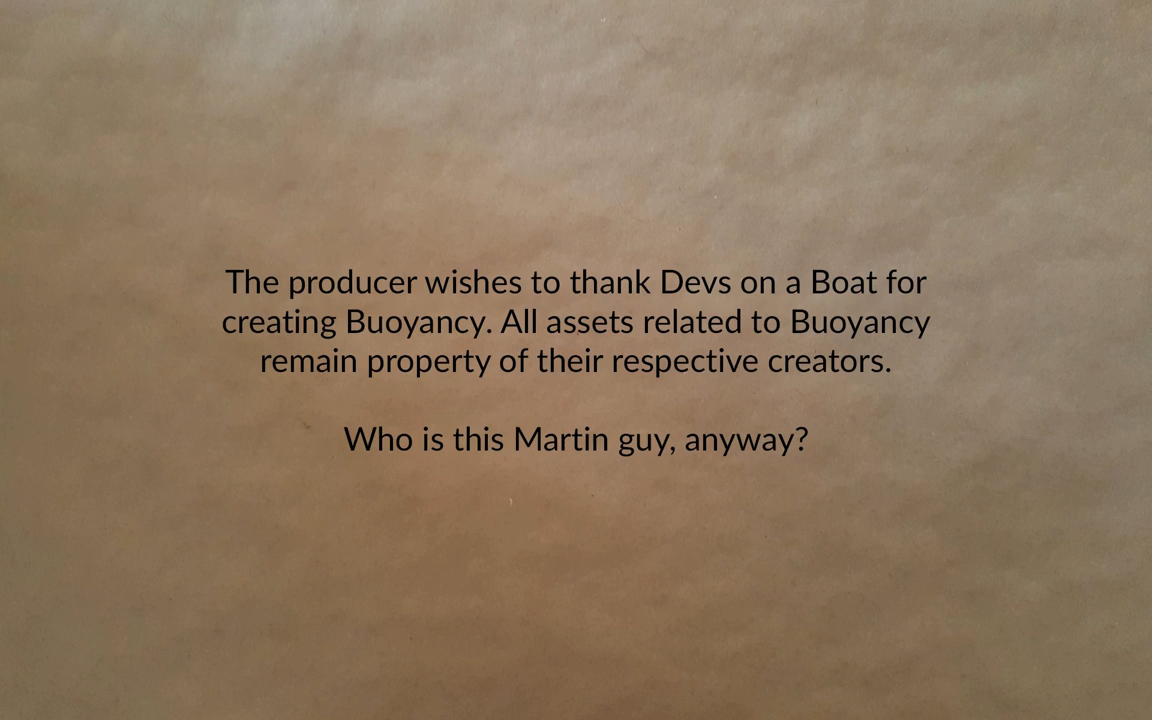 The producer wishes to thank Devs on a Boat for
creating Buoyancy. All assets related to Buoyancy
remain property of their respective creators.
Who is this Martin guy, anyway?